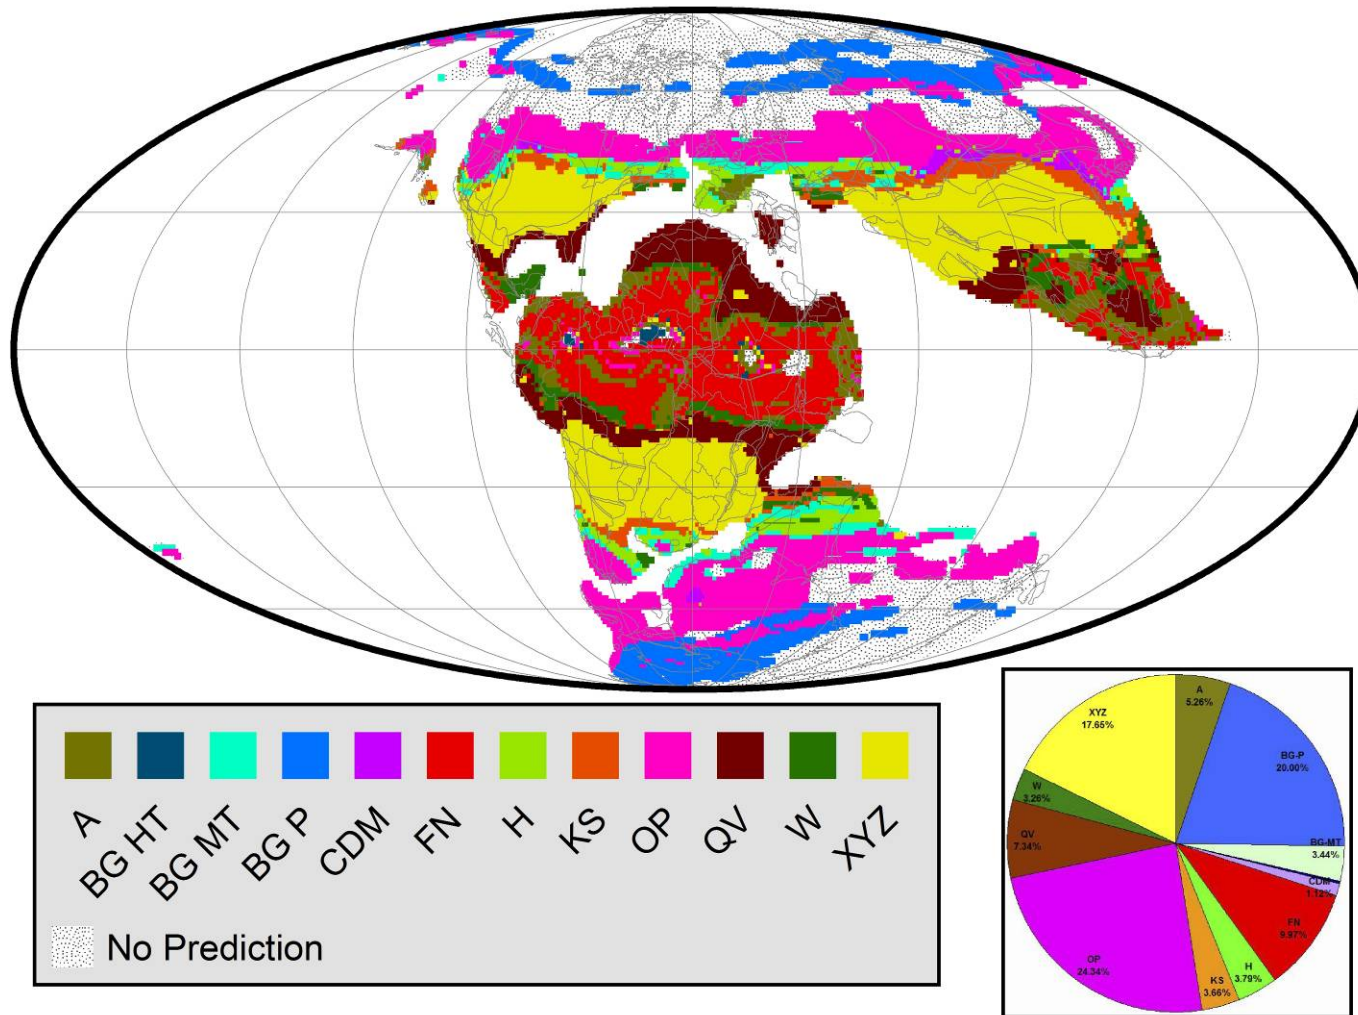 A
BG HT
BG MT
BG P
CDM
FN
H
KS
OP
QV
W
XYZ
No Prediction
A
5.26%
BG-P
20.00%
BG-MT
3.44%
CDM
1.12%
FN
9.97%
H
3.79%
KS
3.66%
OP
24.34%
QV
7.34%
W
3.26%
XYZ
17.65%